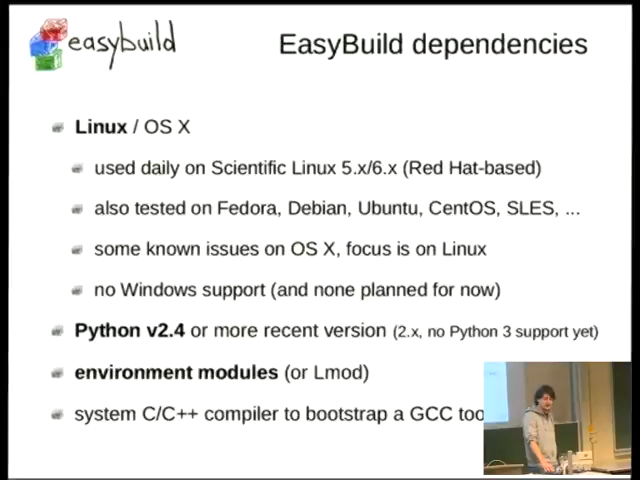 easybuild
EasyBuild dependencies
Linux / OS X
used daily on Scientific Linux 5.x/6.x (Red Hat-based)
also tested on Fedora, Debian, Ubuntu, CentOS, SLES, ...
some known issues on OS X, focus is on Linux
no Windows support (and none planned for now)
Python v2.4 or more recent version (2.x, no Python 3 support yet)
environment modules (or Lmod)
system C/C++ compiler to bootstrap a GCC